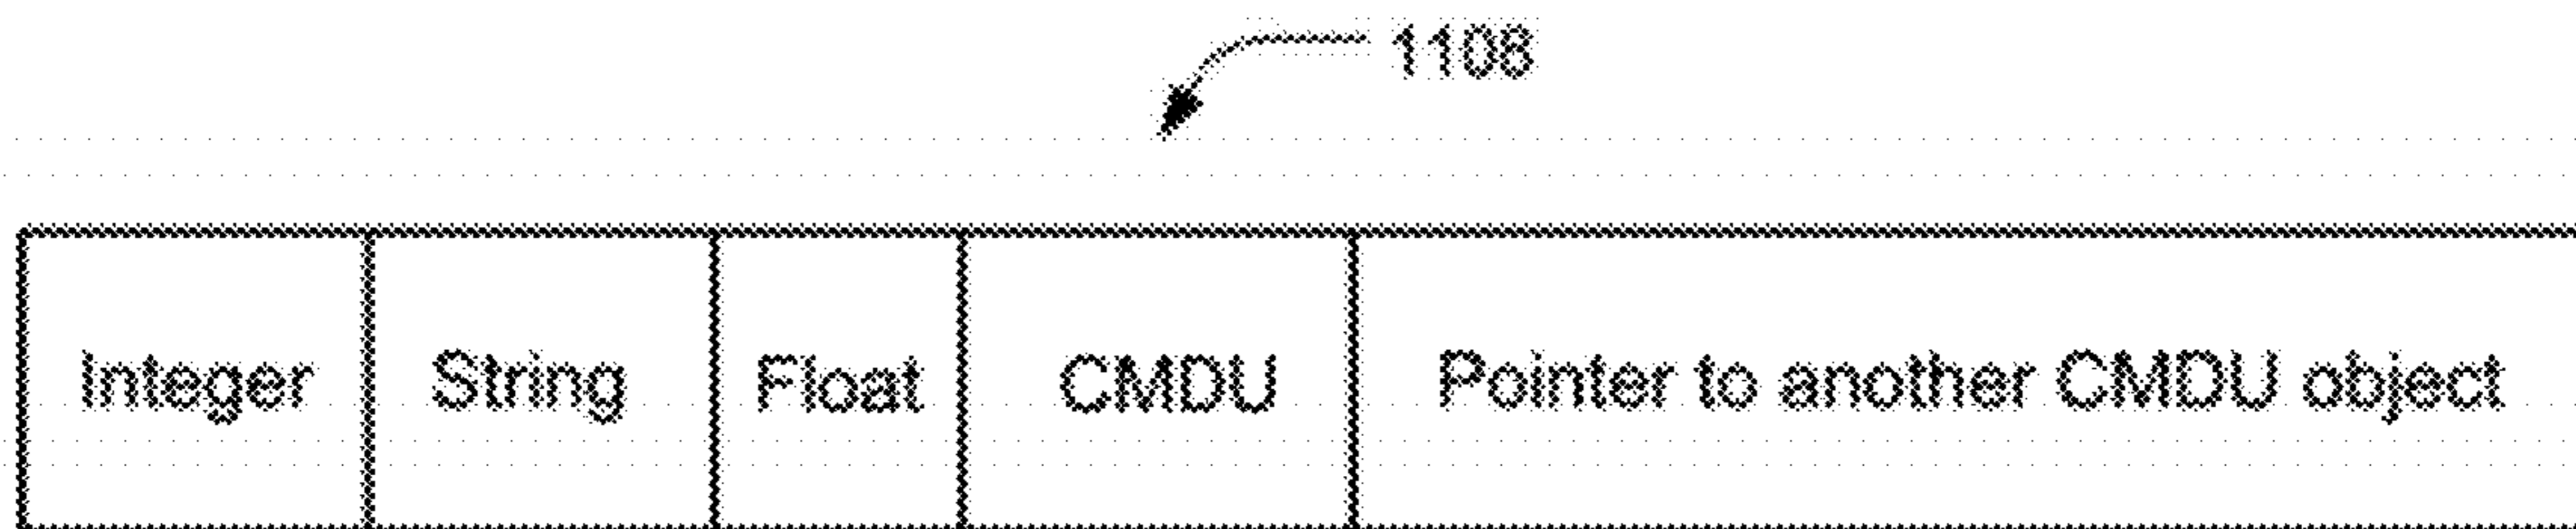 1108
Integer String Float CMDU Pointer to another CMDU object